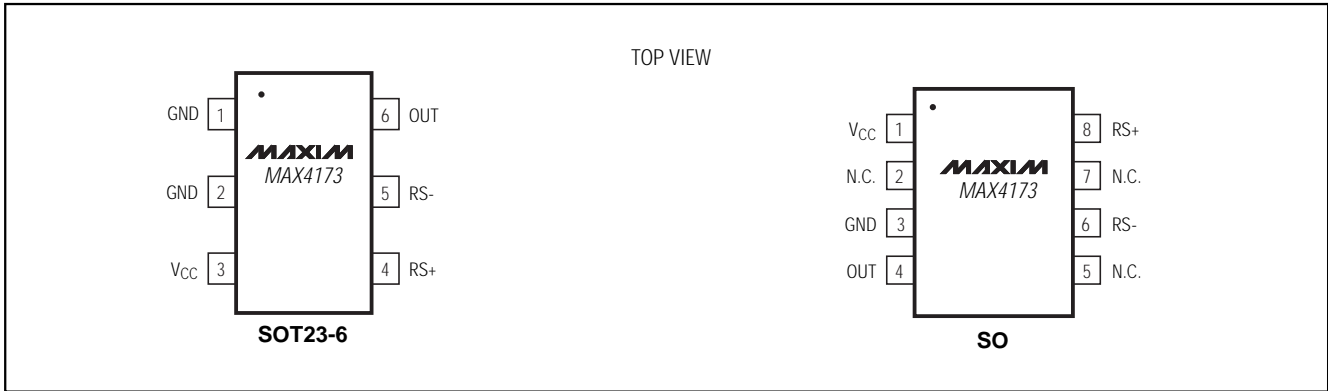 TOP VIEW
GND 1
6 OUT
MAXIM
MAX4173
GND 2
5 RS-
VCC 3
4 RS+
SOT23-6
VCC 1
8 RS+
N.C. 2
7 N.C.
MAXIM
MAX4173
GND 3
6 RS-
OUT 4
5 N.C.
SO